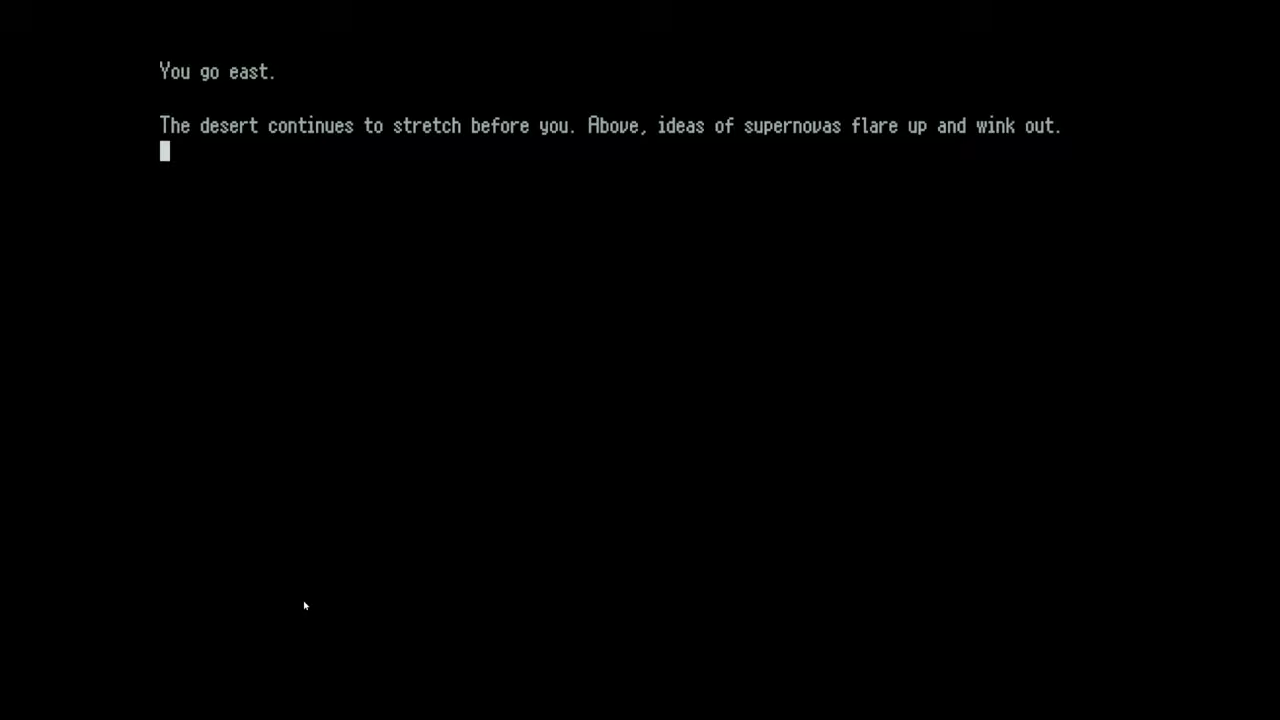 You go east.
The desert continues to stretch before you. Above, ideas of supernovas flare up and wink out.